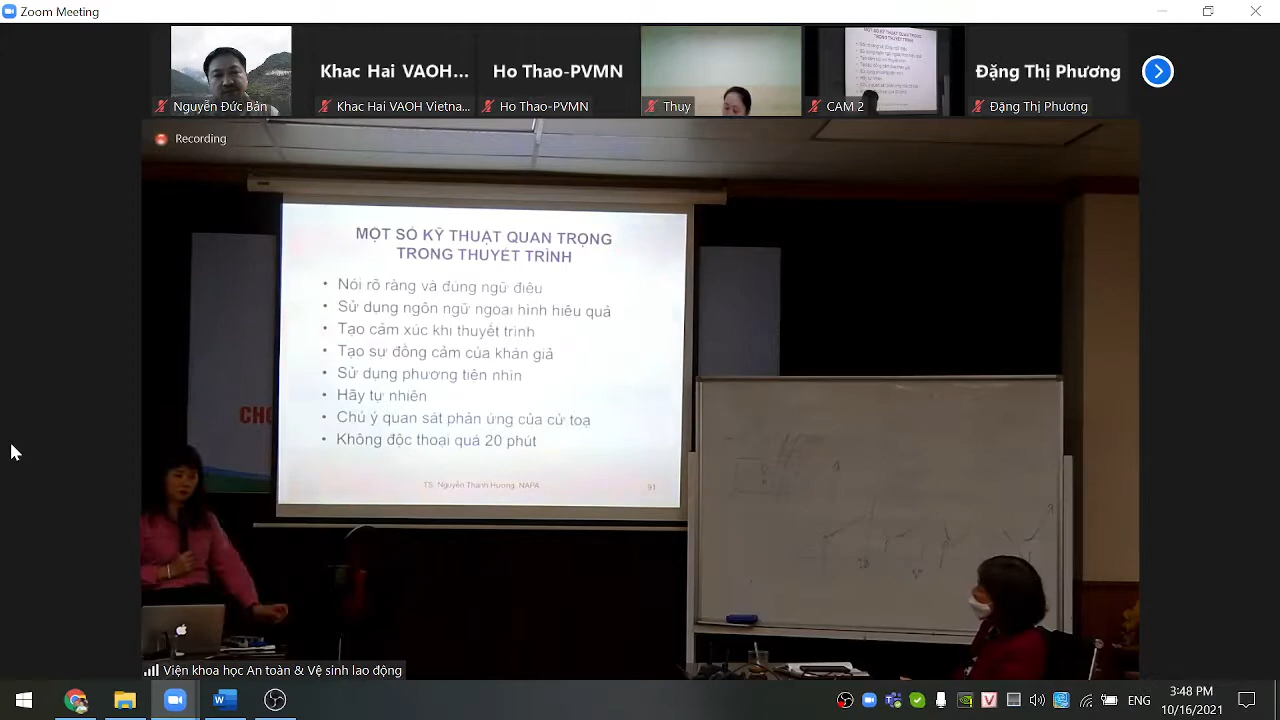 Zoom Meeting
Khac Hai VAOH...
Ho Thao-PVMN
Đặng Thị Phương
Nguyễn Đức Bản
Khac Hai VAOH Vietna...
Ho Thao-PVMN
Thuy
CAM 2
Đặng Thị Phương
Recording
MỘT SỐ KỸ THUẬT QUAN TRỌNG
TRONG THUYẾT TRÌNH
• Nói rõ ràng và đúng ngữ điệu
• Sử dụng ngôn ngữ ngoại hình hiệu quả
• Tạo cảm xúc khi thuyết trình
• Tạo sự đồng cảm của khán giả
• Sử dụng phương tiện nhìn
• Hãy tự nhiên
• Chú ý quan sát phản ứng của cử toạ
• Không độc thoại quá 20 phút
TS. Nguyễn Thanh Hương, NAPA
91
Viện khoa học An toàn & Vệ sinh lao động
ENG
3:48 PM
10/16/2021